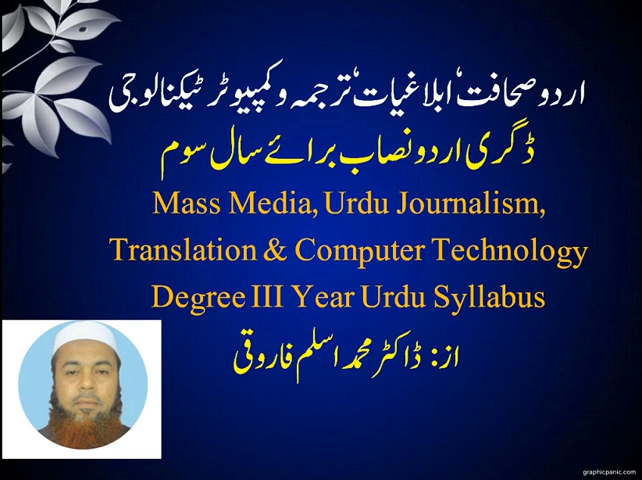 اردو صحافت‘ ابلاغیات‘ ترجمہ و کمپیوٹر ٹیکنالوجی
ڈگری اردو نصاب برائے سال سوم
Mass Media, Urdu Journalism,
Translation & Computer Technology
Degree III Year Urdu Syllabus
از: ڈاکٹر محمد اسلم فاروقی
graphicpanic.com